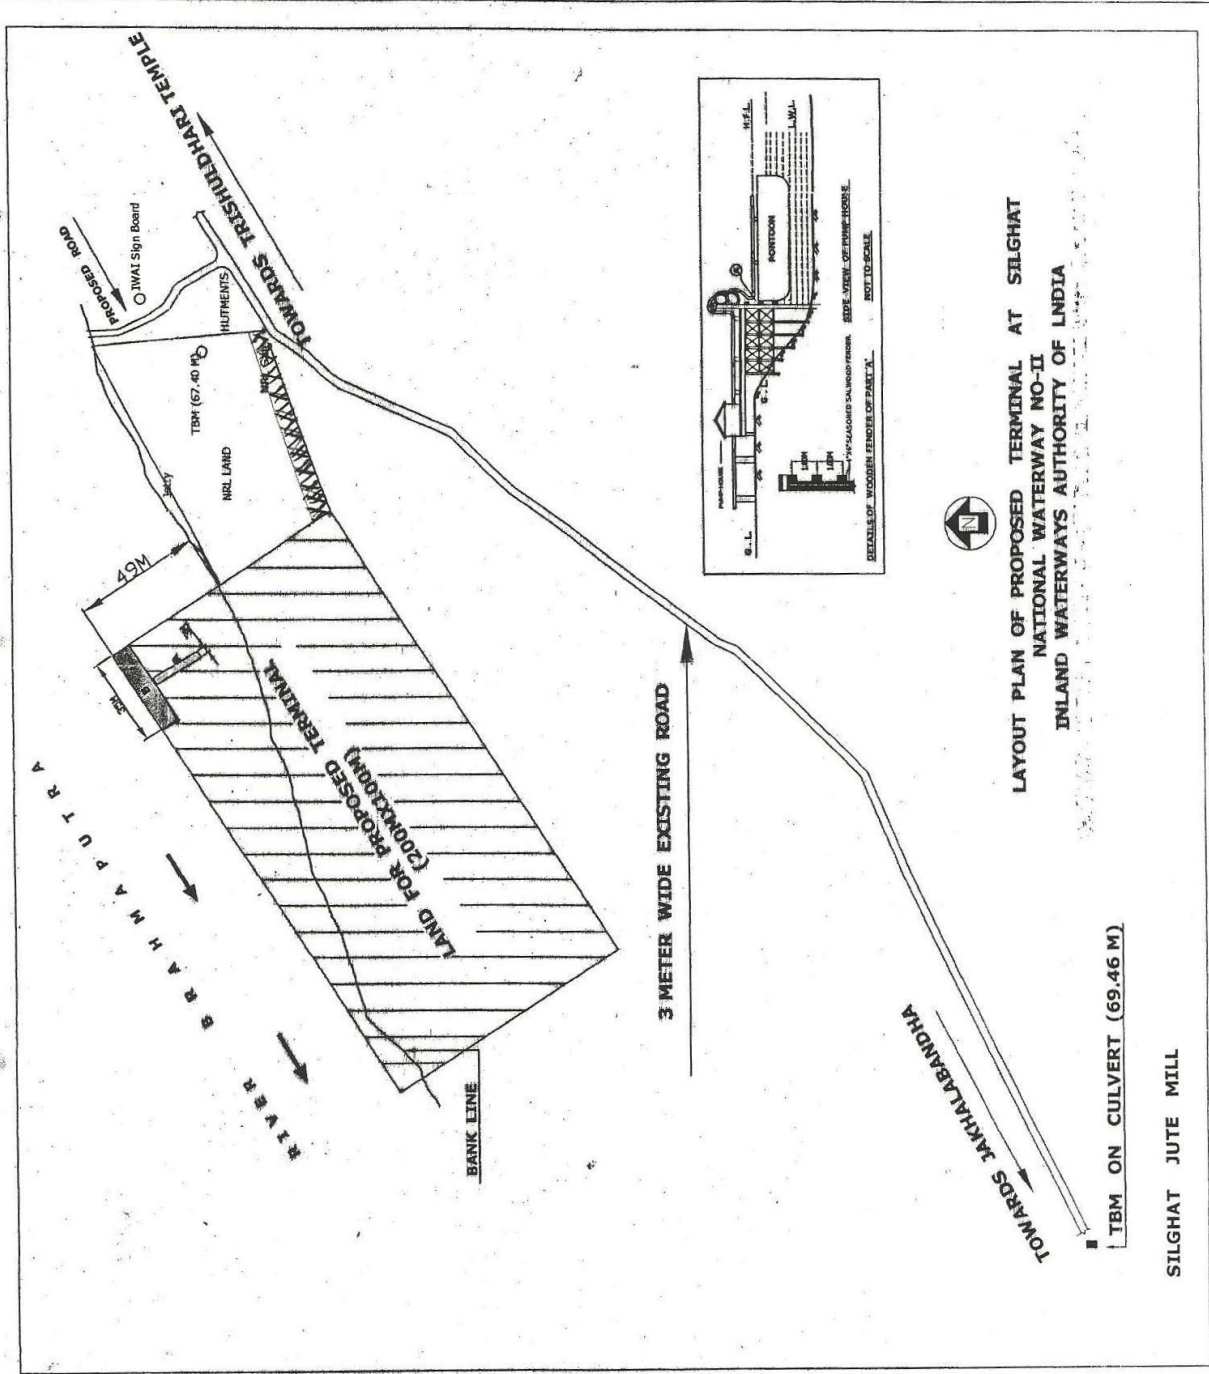 TOWARDS TRISHULDHARI TEMPLE
PROPOSED ROAD
IWAI Sign Board
HUTMENTS
TBM (67.40 M)
NRL LAND
Jetty
49M
35M
B
LAND FOR PROPOSED TERMINAL
(200MX100M)
RIVER BRAHMAPUTRA
BANK LINE
3 METER WIDE EXISTING ROAD
TOWARDS JAKHALABANDHA
TBM ON CULVERT (69.46 M)
SILGHAT JUTE MILL
H.F.L
L.W.L
PONTOON
PUMP HOUSE
G.L
G.L
SIDE VIEW OF PUMP HOUSE
NOT TO SCALE
DETAILS OF WOODEN FENDER OF PART 'A'
N
LAYOUT PLAN OF PROPOSED TERMINAL AT SILGHAT
NATIONAL WATERWAY NO-II
INLAND WATERWAYS AUTHORITY OF LNDIA